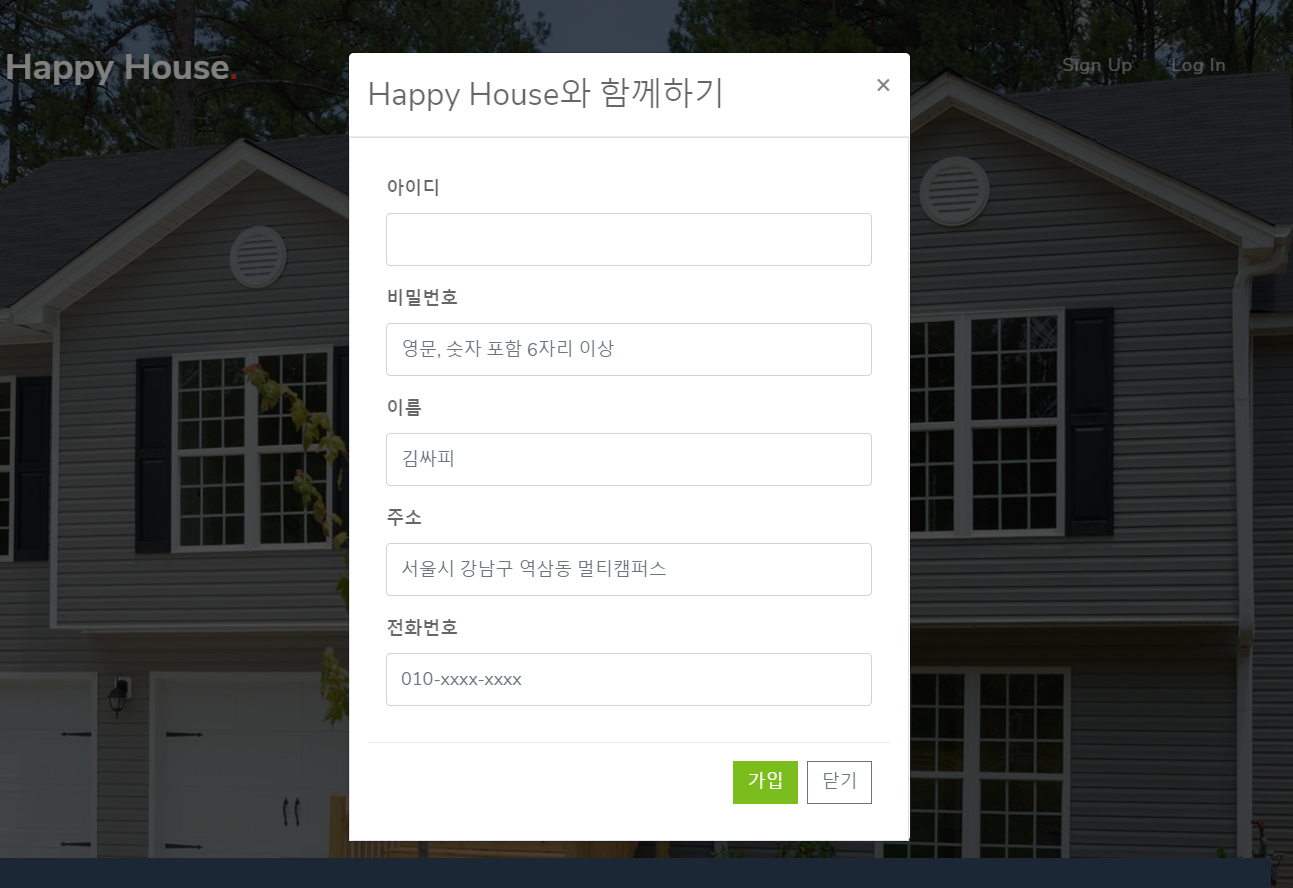 Happy House.
Sign Up
Log In
Happy House와 함께하기
×
아이디
비밀번호
영문, 숫자 포함 6자리 이상
이름
김싸피
주소
서울시 강남구 역삼동 멀티캠퍼스
전화번호
010-xxxx-xxxx
가입
닫기